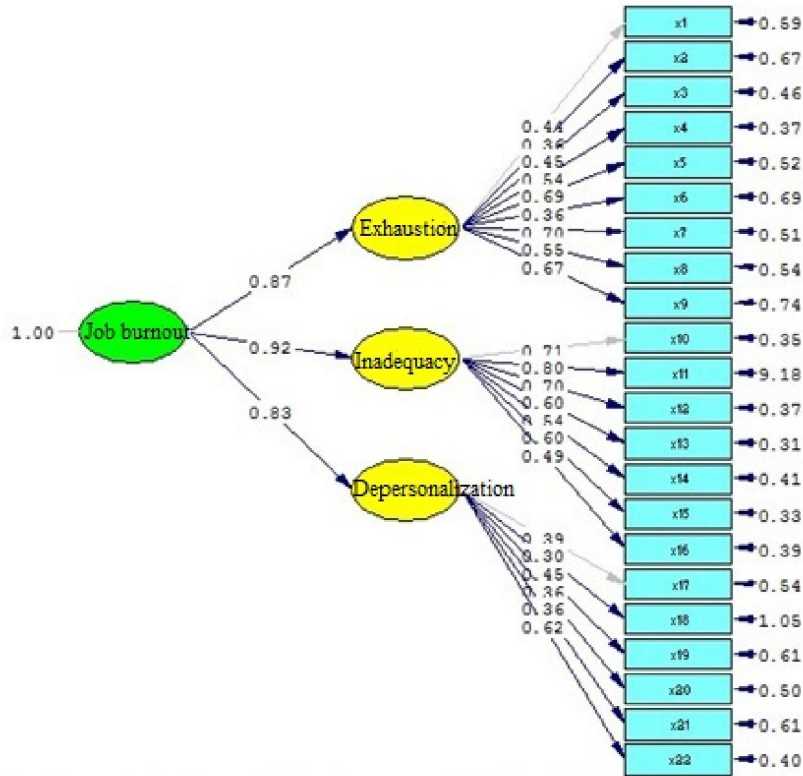 x1 0.59
x2 0.67
x3 0.46
x4 0.37
x5 0.52
x6 0.69
x7 0.51
x8 0.54
x9 0.74
x10 0.35
x11 9.18
x12 0.37
x13 0.31
x14 0.41
x15 0.33
x16 0.39
x17 0.54
x18 1.05
x19 0.61
x20 0.50
x21 0.61
x22 0.40
0.44
0.36
0.45
0.54
0.69
0.36
0.70
0.55
0.67
Exhaustion
0.87
1.00 Job burnout
0.92
Inadequacy
0.71
0.80
0.70
0.60
0.54
0.60
0.49
0.83
Depersonalization
0.39
0.30
0.45
0.36
0.36
0.62